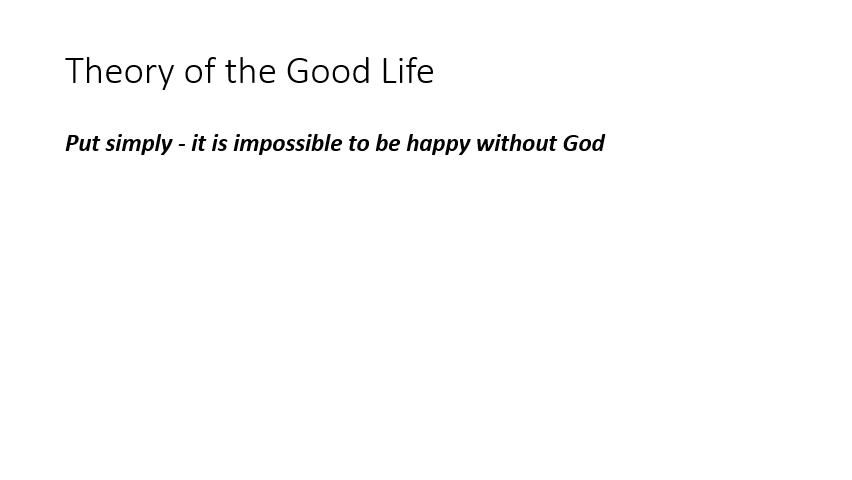 Theory of the Good Life
Put simply - it is impossible to be happy without God